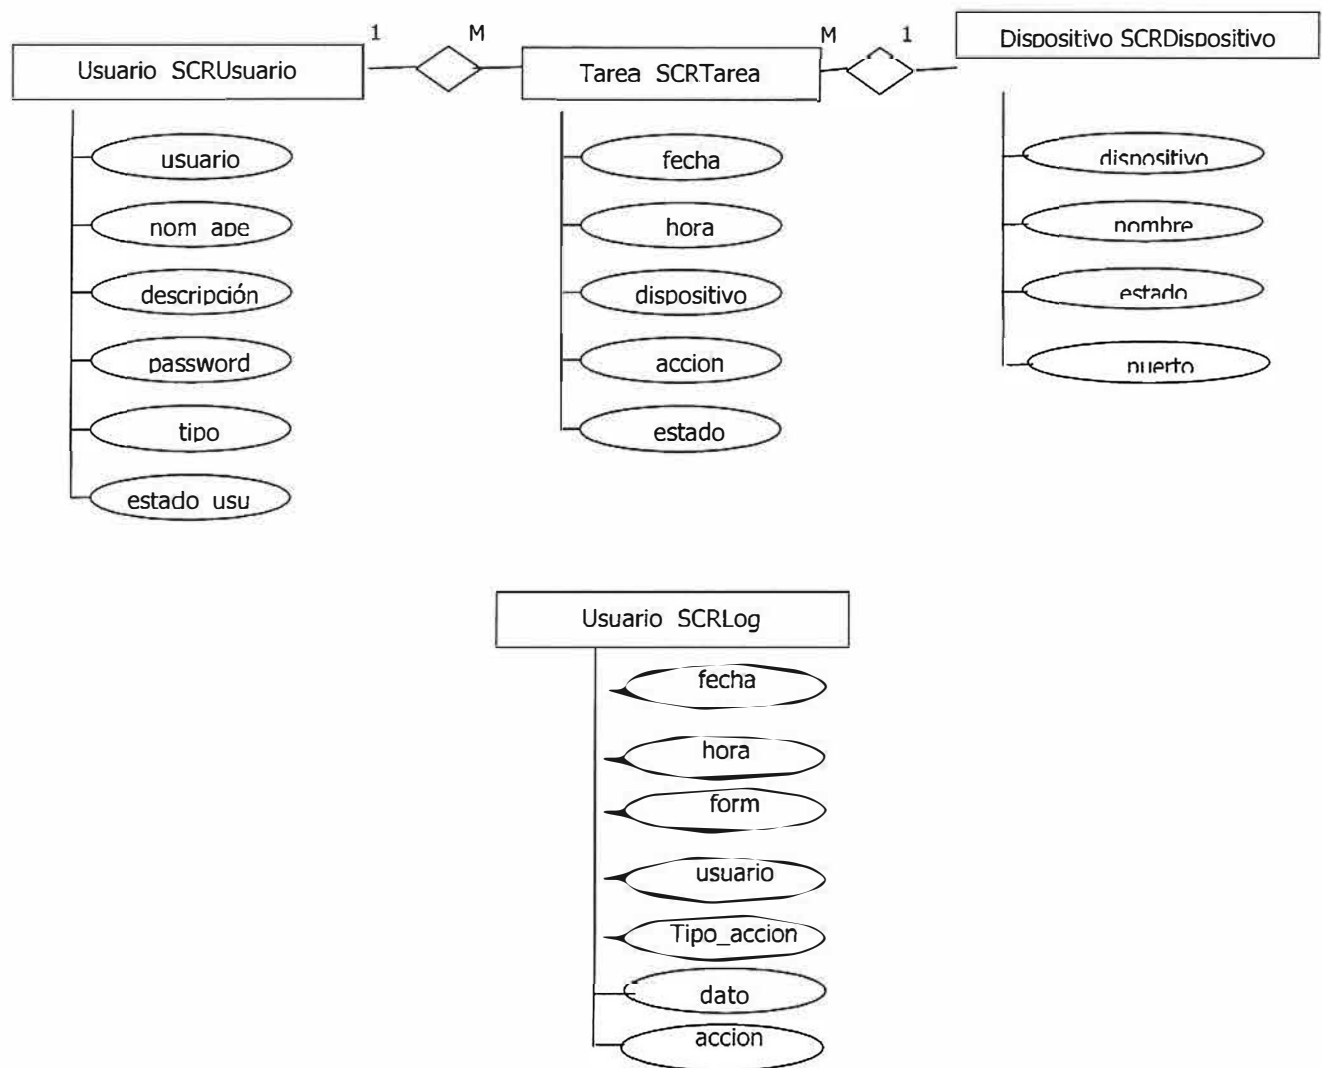 1 M M 1
Usuario SCRUsuario
Tarea SCRTarea
Dispositivo SCRDispositivo
usuario
nom ape
descripción
password
tipo
estado usu
fecha
hora
dispositivo
accion
estado
dispositivo
nombre
estado
puerto
Usuario SCRLog
fecha
hora
form
usuario
Tipo_accion
dato
accion